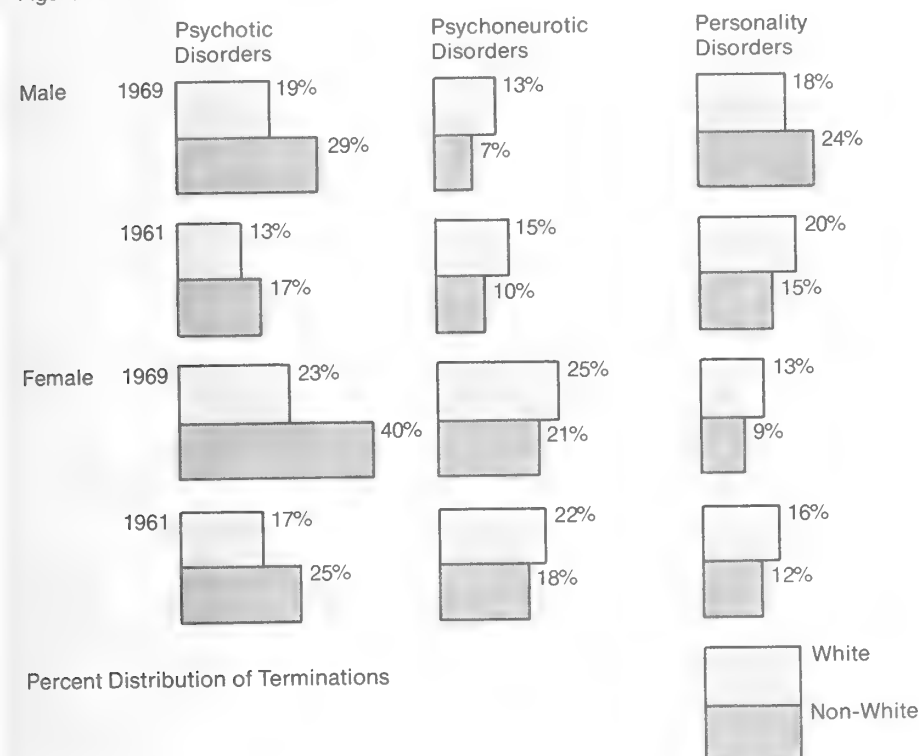 Psychotic
Disorders
Psychoneurotic
Disorders
Personality
Disorders
Male 1969 19% 13% 18%
29% 7% 24%
1961 13% 15% 20%
17% 10% 15%
Female 1969 23% 25% 13%
40% 21% 9%
1961 17% 22% 16%
25% 18% 12%
Percent Distribution of Terminations
White
Non-White